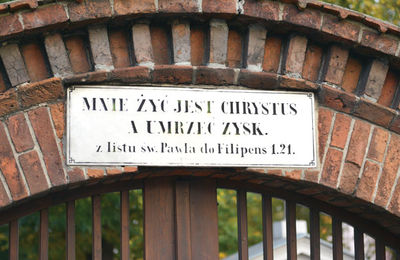 MNIE ŻYĆ JEST CHRYSTUS
A UMRZEĆ ZYSK.
z listu św. Pawła do Filipens 1.21.